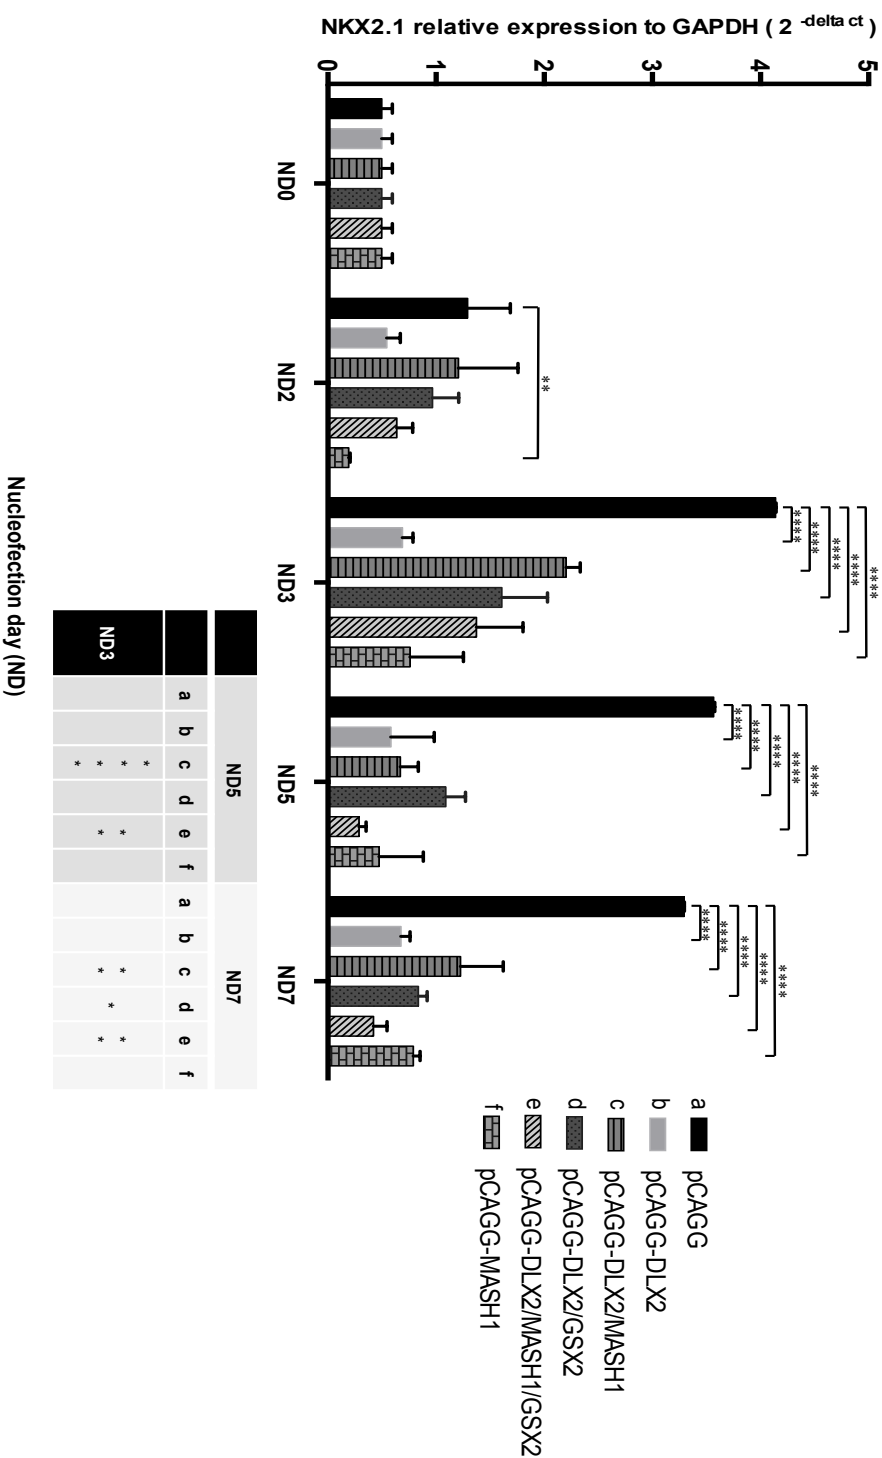 NKX2.1 relative expression to GAPDH ( 2 -delta ct )
5
4
3
2
1
0
**
**** **** **** **** ****
**** **** **** **** ****
**** **** **** **** ****
ND0 ND2 ND3 ND5 ND7
Nucleofection day (ND)
a pCAGG
b pCAGG-DLX2
c pCAGG-DLX2/MASH1
d pCAGG-DLX2/GSX2
e pCAGG-DLX2/MASH1/GSX2
f pCAGG-MASH1
ND5 ND7
a b c d e f a b c d e f
ND3 **** ** ** * **